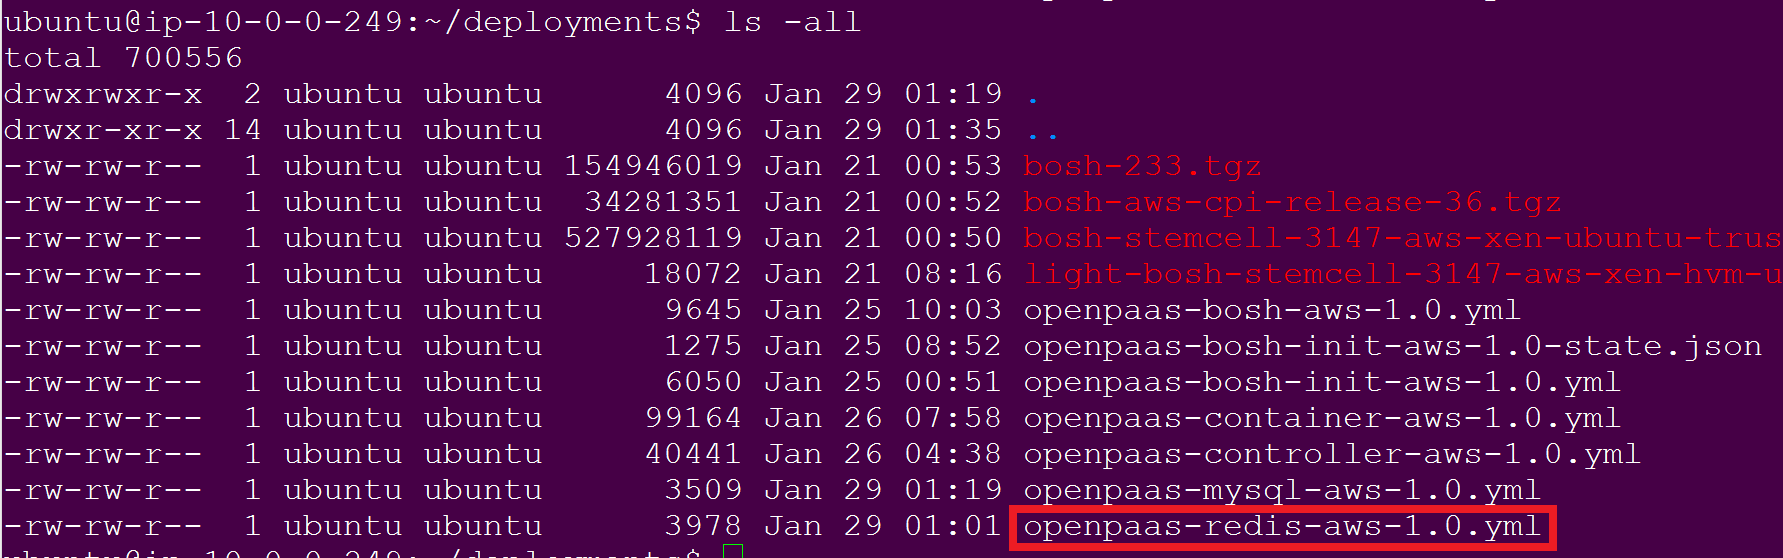 ubuntu@ip-10-0-0-249:~/deployments$ ls -all
total 700556
drwxrwxr-x  2 ubuntu ubuntu      4096 Jan 29 01:19 .
drwxr-xr-x 14 ubuntu ubuntu      4096 Jan 29 01:35 ..
-rw-rw-r--  1 ubuntu ubuntu 154946019 Jan 21 00:53 bosh-233.tgz
-rw-rw-r--  1 ubuntu ubuntu  34281351 Jan 21 00:52 bosh-aws-cpi-release-36.tgz
-rw-rw-r--  1 ubuntu ubuntu 527928119 Jan 21 00:50 bosh-stemcell-3147-aws-xen-ubuntu-trus
-rw-rw-r--  1 ubuntu ubuntu     18072 Jan 21 08:16 light-bosh-stemcell-3147-aws-xen-hvm-u
-rw-rw-r--  1 ubuntu ubuntu      9645 Jan 25 10:03 openpaas-bosh-aws-1.0.yml
-rw-rw-r--  1 ubuntu ubuntu      1275 Jan 25 08:52 openpaas-bosh-init-aws-1.0-state.json
-rw-rw-r--  1 ubuntu ubuntu      6050 Jan 25 00:51 openpaas-bosh-init-aws-1.0.yml
-rw-rw-r--  1 ubuntu ubuntu     99164 Jan 26 07:58 openpaas-container-aws-1.0.yml
-rw-rw-r--  1 ubuntu ubuntu     40441 Jan 26 04:38 openpaas-controller-aws-1.0.yml
-rw-rw-r--  1 ubuntu ubuntu      3509 Jan 29 01:19 openpaas-mysql-aws-1.0.yml
-rw-rw-r--  1 ubuntu ubuntu      3978 Jan 29 01:01 openpaas-redis-aws-1.0.yml
ubuntu@ip-10-0-0-249:~/deployments$